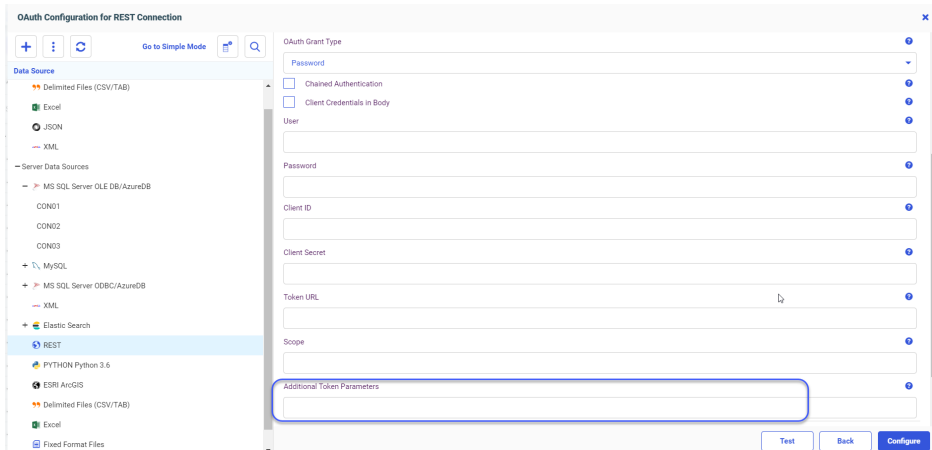 OAuth Configuration for REST Connection
Go to Simple Mode
Data Source
Delimited Files (CSV/TAB)
Excel
JSON
XML
Server Data Sources
MS SQL Server OLE DB/AzureDB
CON01
CON02
CON03
MySQL
MS SQL Server ODBC/AzureDB
XML
Elastic Search
REST
PYTHON Python 3.6
ESRI ArcGIS
Delimited Files (CSV/TAB)
Excel
Fixed Format Files
OAuth Grant Type
Password
Chained Authentication
Client Credentials in Body
User
Password
Client ID
Client Secret
Token URL
Scope
Additional Token Parameters
Test Back Configure